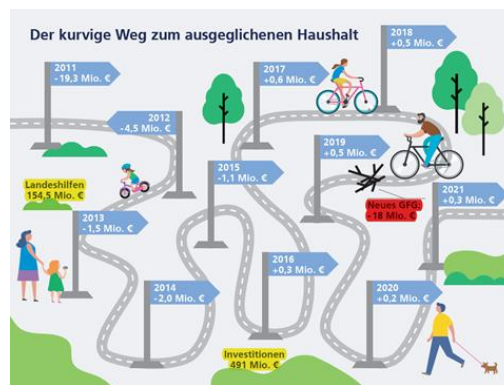 Der kurvige Weg zum ausgeglichenen Haushalt
2011
-19,3 Mio. €
2012
-4,5 Mio. €
2017
+0,6 Mio. €
2018
+0,5 Mio. €
Landeshilfen
154,5 Mio. €
2013
-1,5 Mio. €
2015
-1,1 Mio. €
2019
+0,5 Mio. €
Neues GFG:
-18 Mio. €
2021
+0,3 Mio. €
2014
-2,0 Mio. €
2016
+0,3 Mio. €
2020
+0,2 Mio. €
Investitionen
491 Mio. €